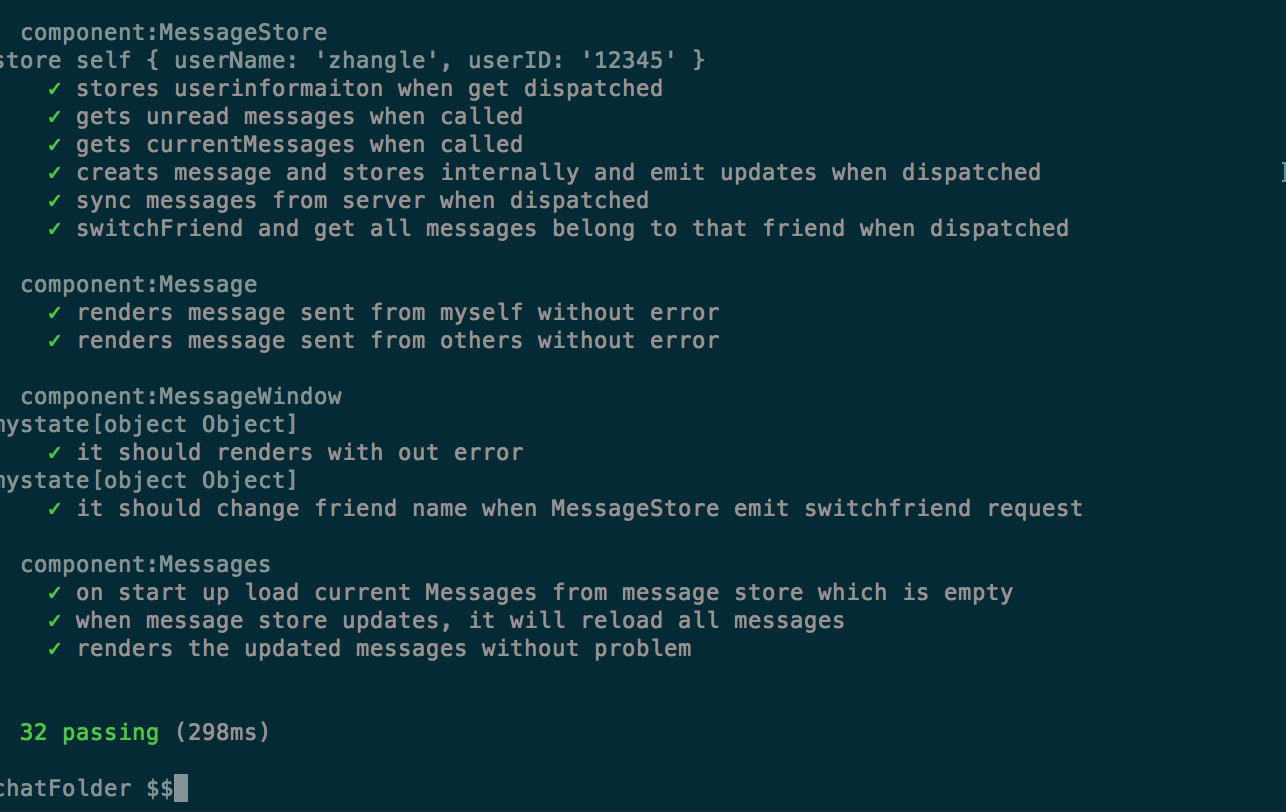 component:MessageStore
store self { userName: 'zhangle', userID: '12345' }
✓ stores userinformaiton when get dispatched
✓ gets unread messages when called
✓ gets currentMessages when called
✓ creats message and stores internally and emit updates when dispatched
✓ sync messages from server when dispatched
✓ switchFriend and get all messages belong to that friend when dispatched
component:Message
✓ renders message sent from myself without error
✓ renders message sent from others without error
component:MessageWindow
mystate[object Object]
✓ it should renders with out error
mystate[object Object]
✓ it should change friend name when MessageStore emit switchfriend request
component:Messages
✓ on start up load current Messages from message store which is empty
✓ when message store updates, it will reload all messages
✓ renders the updated messages without problem
32 passing (298ms)
chatFolder $$